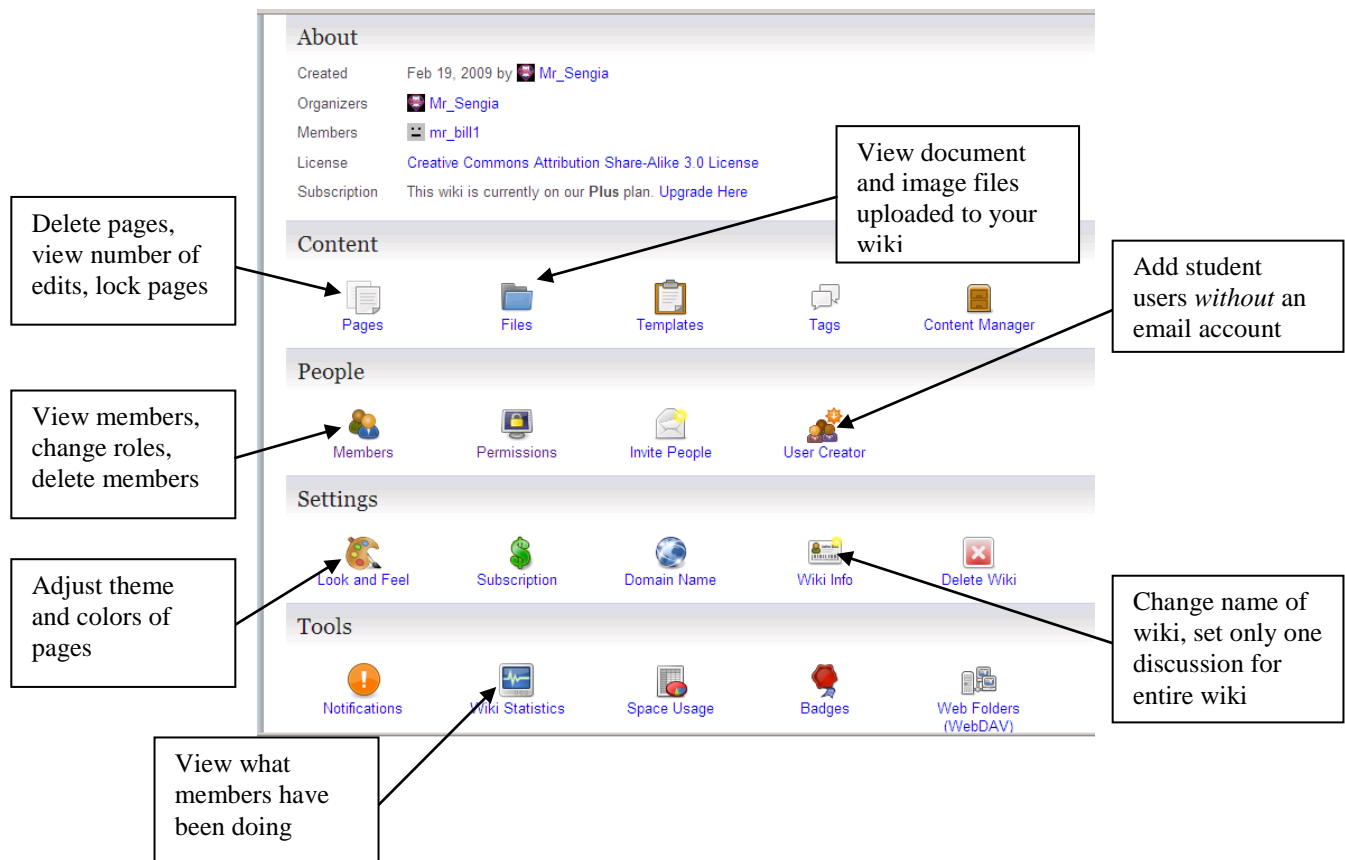 About
Created Feb 19, 2009 by Mr_Sengia
Organizers Mr_Sengia
Members mr_bill1
License Creative Commons Attribution Share-Alike 3.0 License
Subscription This wiki is currently on our Plus plan. Upgrade Here
View document
and image files
uploaded to your
wiki
Delete pages,
view number of
edits, lock pages
Content
Pages Files Templates Tags Content Manager
Add student
users without an
email account
People
View members,
change roles,
delete members
Members Permissions Invite People User Creator
Settings
Adjust theme
and colors of
pages
Look and Feel Subscription Domain Name Wiki Info Delete Wiki
Change name of
wiki, set only one
discussion for
entire wiki
Tools
Notifications Wiki Statistics Space Usage Badges Web Folders
(WebDAV)
View what
members have
been doing